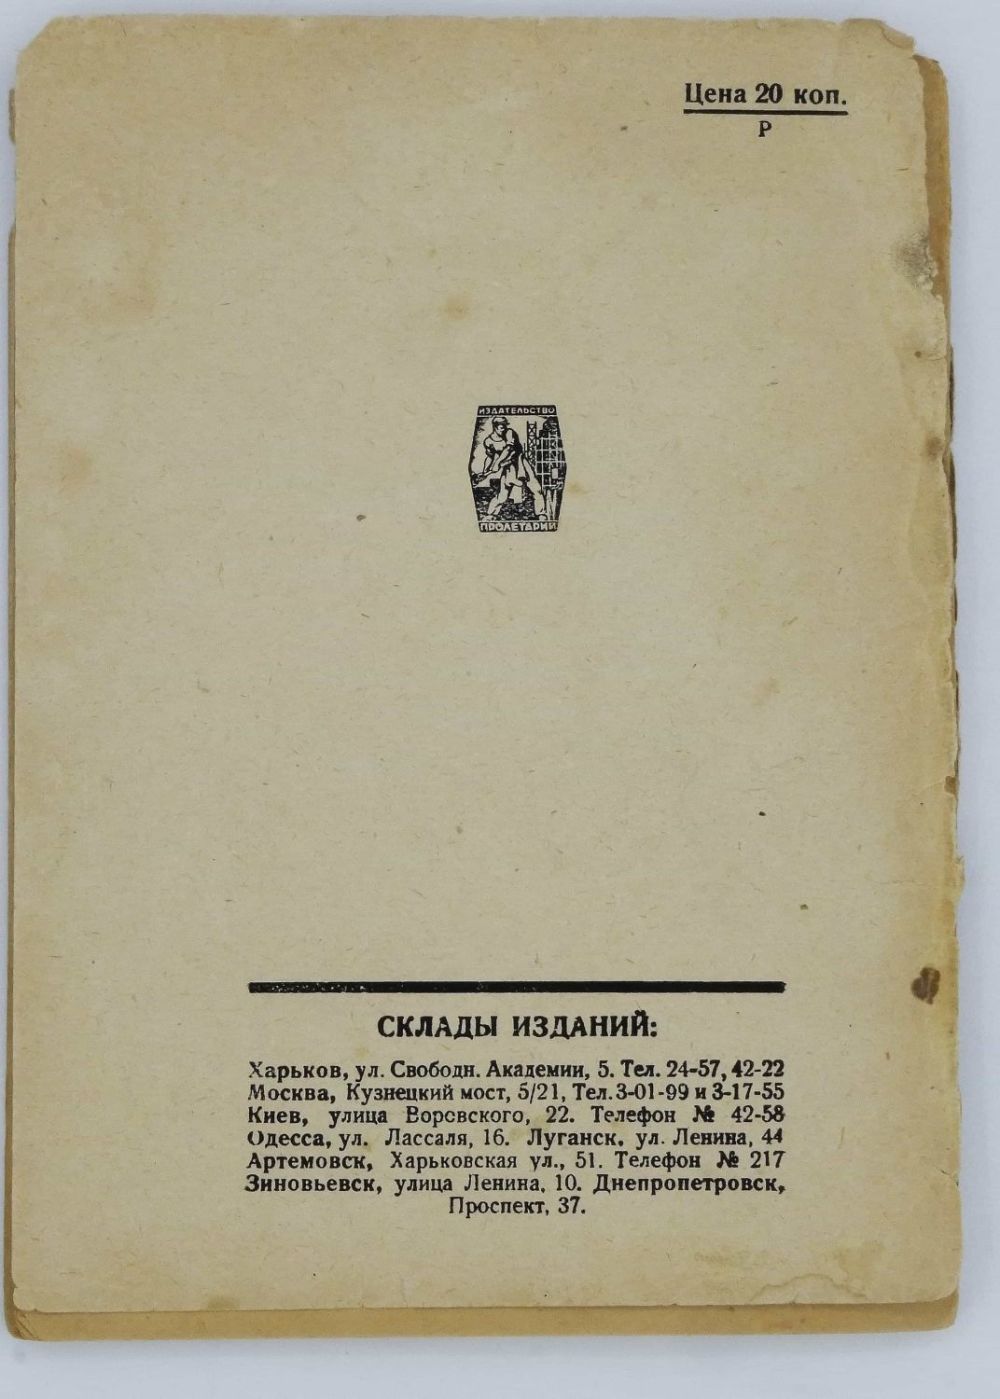 Цена 20 коп.
Р
ИЗДАТЕЛЬСТВО
ПРОЛЕТАРИЙ
СКЛАДЫ ИЗДАНИЙ:
Харьков, ул. Свободн. Академии, 5. Тел. 24-57, 42-22
Москва, Кузнецкий мост, 5/21, Тел. 3-01-99 и 3-17-55
Киев, улица Воровского, 22. Телефон № 42-58
Одесса, ул. Лассаля, 16. Луганск, ул. Ленина, 44
Артемовск, Харьковская ул., 51. Телефон № 217
Зиновьевск, улица Ленина, 10. Днепропетровск,
Проспект, 37.